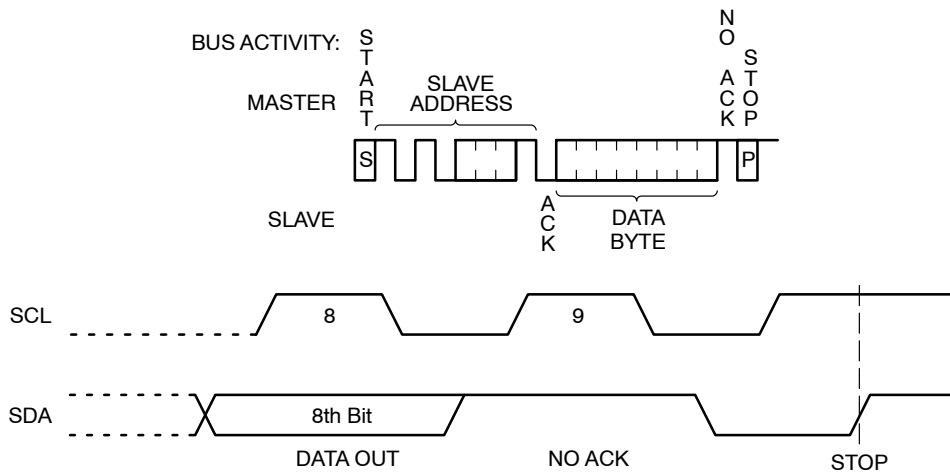 BUS ACTIVITY:
MASTER
START
SLAVE
ADDRESS
NO ACK
STOP
S
P
SLAVE
ACK
DATA
BYTE
SCL
8
9
SDA
8th Bit
DATA OUT
NO ACK
STOP